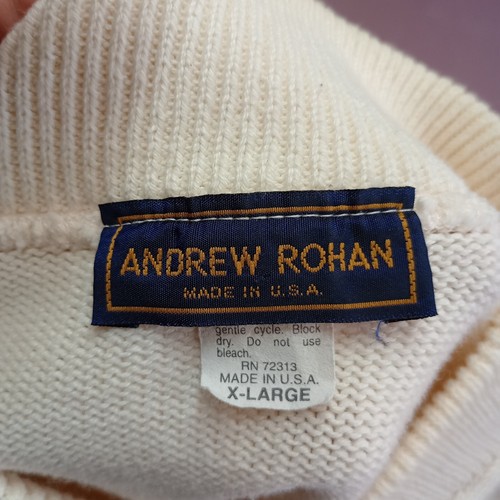 ANDREW ROHAN
MADE IN U.S.A.
gentle cycle. Block
dry. Do not use
bleach.
RN 72313
MADE IN U.S.A.
X-LARGE